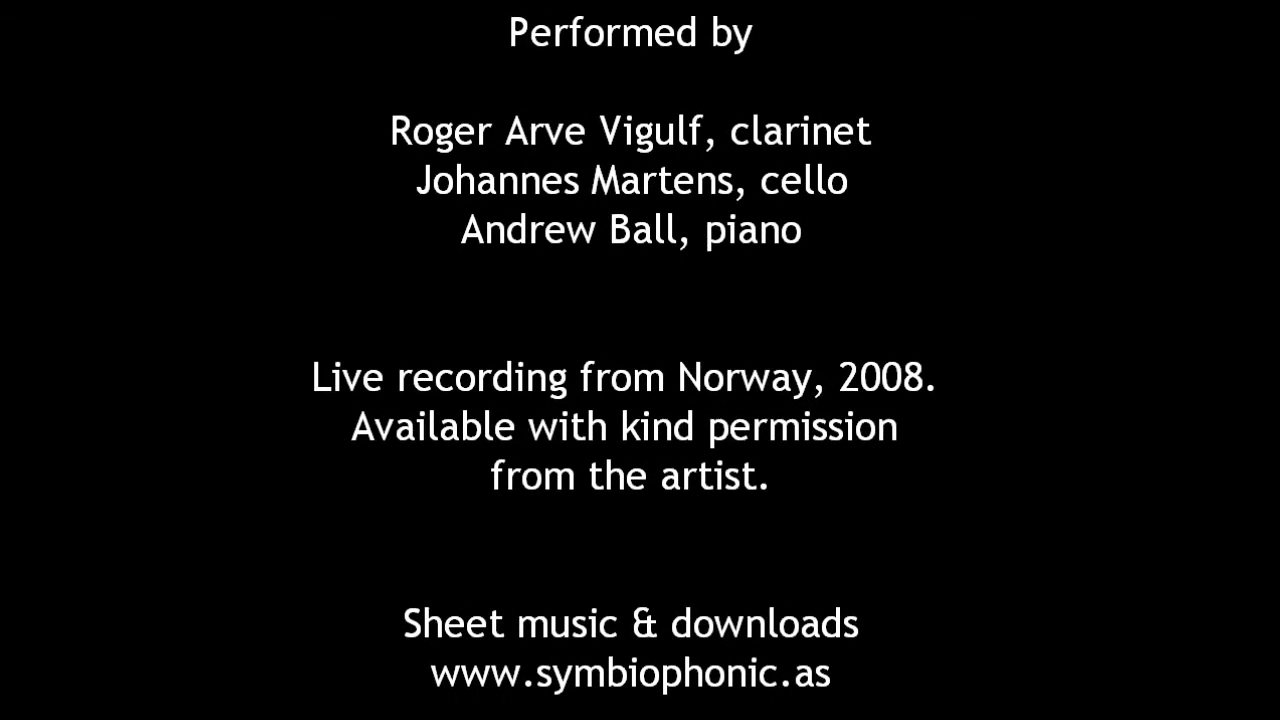 Performed by
Roger Arve Vigulf, clarinet
Johannes Martens, cello
Andrew Ball, piano
Live recording from Norway, 2008.
Available with kind permission
from the artist.
Sheet music & downloads
www.symbiophonic.as